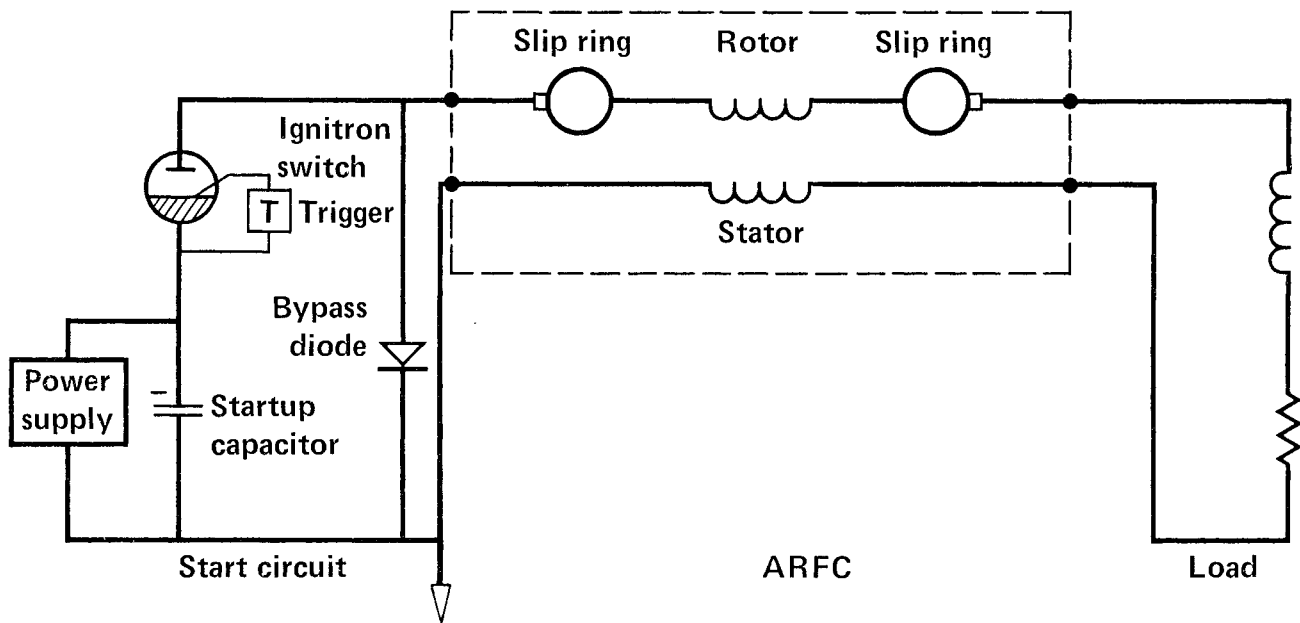 Slip ring
Rotor
Slip ring
Ignitron
switch
T
Trigger
Stator
Bypass
diode
Power
supply
–
Startup
capacitor
Start circuit
ARFC
Load